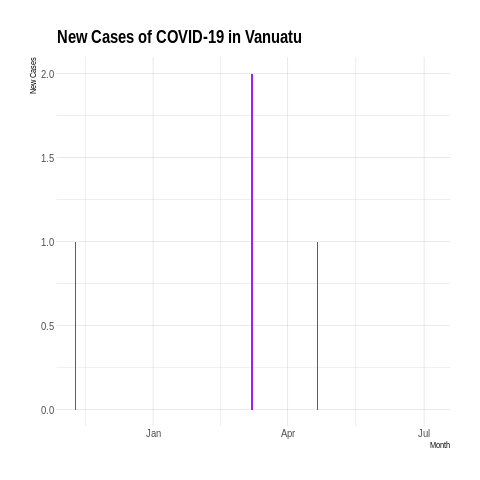 New Cases of COVID-19 in Vanuatu
New Cases
2.0
1.5
1.0
0.5
0.0
Jan
Apr
Jul
Month